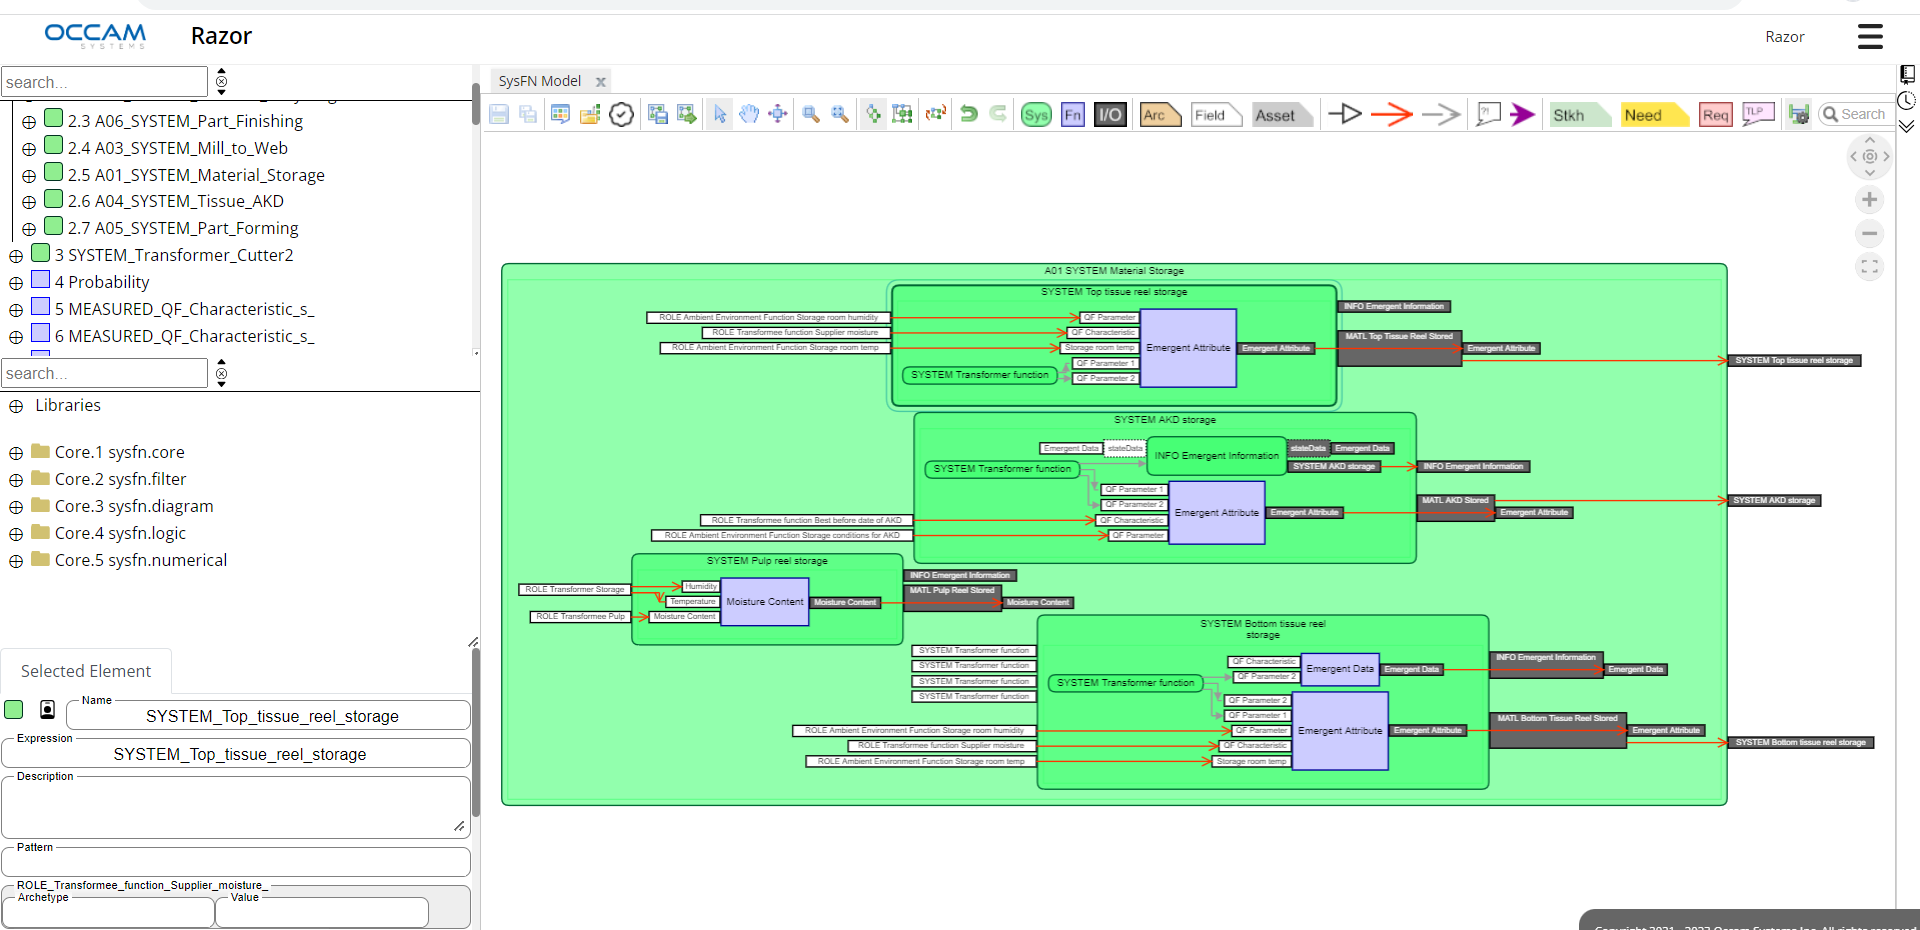 OCCAM
SYSTEMS
Razor
Razor
search...
2.3 A06_SYSTEM_Part_Finishing
2.4 A03_SYSTEM_Mill_to_Web
2.5 A01_SYSTEM_Material_Storage
2.6 A04_SYSTEM_Tissue_AKD
2.7 A05_SYSTEM_Part_Forming
3 SYSTEM_Transformer_Cutter2
4 Probability
5 MEASURED_QF_Characteristic_s_
6 MEASURED_QF_Characteristic_s_
search...
Libraries
Core.1 sysfn.core
Core.2 sysfn.filter
Core.3 sysfn.diagram
Core.4 sysfn.logic
Core.5 sysfn.numerical
Selected Element
Name
SYSTEM_Top_tissue_reel_storage
Expression
SYSTEM_Top_tissue_reel_storage
Description
Pattern
ROLE_Transformee_function_Supplier_moisture_
Archetype
Value
SysFN Model x
Sys Fn I/O Arc Field Asset ?! Stkh Need Req TLP Search
A01 SYSTEM Material Storage
SYSTEM Top tissue reel storage
ROLE Ambient Environment Function Storage room humidity
ROLE Transformee function Supplier moisture
ROLE Ambient Environment Function Storage room temp
QF Parameter
QF Characteristic
Storage room temp
QF Parameter 1
QF Parameter 2
SYSTEM Transformer function
Emergent Attribute
Emergent Attribute
INFO Emergent Information
MATL Top Tissue Reel Stored
Emergent Attribute
SYSTEM Top tissue reel storage
SYSTEM AKD storage
Emergent Data
stateData
INFO Emergent Information
stateData
Emergent Data
SYSTEM AKD storage
INFO Emergent Information
SYSTEM Transformer function
QF Parameter 1
QF Parameter 2
QF Characteristic
QF Parameter
ROLE Transformee function Best before date of AKD
ROLE Ambient Environment Function Storage conditions for AKD
Emergent Attribute
Emergent Attribute
MATL AKD Stored
Emergent Attribute
SYSTEM AKD storage
SYSTEM Pulp reel storage
ROLE Transformer Storage
ROLE Transformee Pulp
Humidity
Temperature
Moisture Content
Moisture Content
Moisture Content
INFO Emergent Information
MATL Pulp Reel Stored
Moisture Content
SYSTEM Bottom tissue reel
storage
SYSTEM Transformer function
SYSTEM Transformer function
SYSTEM Transformer function
SYSTEM Transformer function
SYSTEM Transformer function
QF Characteristic
QF Parameter 2
Emergent Data
Emergent Data
INFO Emergent Information
Emergent Data
QF Parameter 2
QF Parameter 1
QF Parameter
QF Characteristic
Storage room temp
ROLE Ambient Environment Function Storage room humidity
ROLE Transformee function Supplier moisture
ROLE Ambient Environment Function Storage room temp
Emergent Attribute
Emergent Attribute
MATL Bottom Tissue Reel Stored
Emergent Attribute
SYSTEM Bottom tissue reel storage